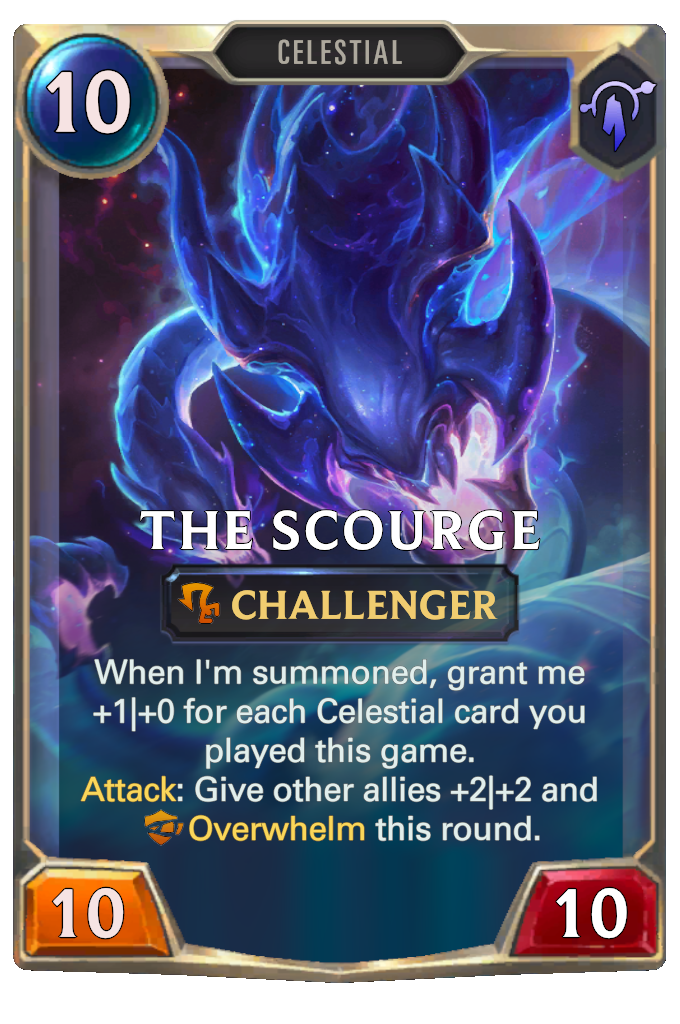 CELESTIAL
10
THE SCOURGE
CHALLENGER
When I'm summoned, grant me
+1|+0 for each Celestial card you
played this game.
Attack: Give other allies +2|+2 and
Overwhelm this round.
10
10